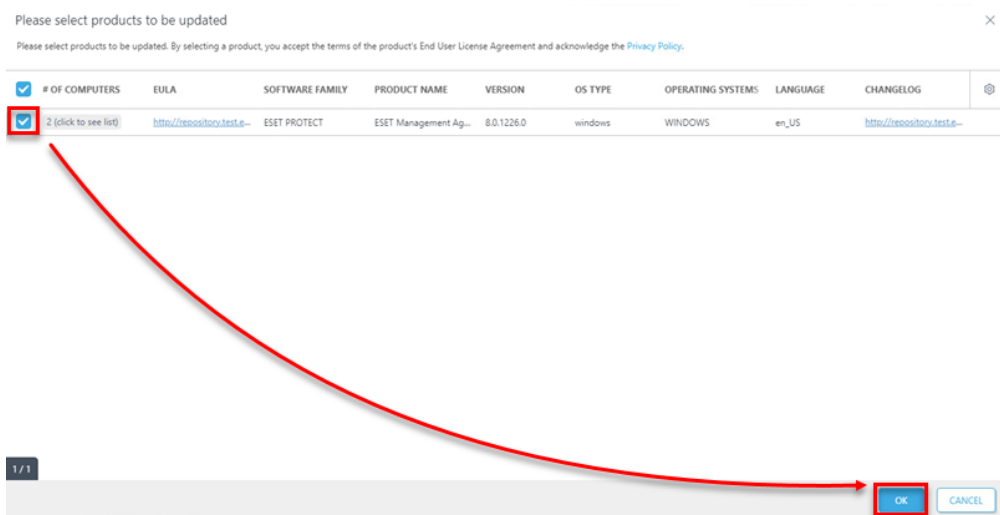 Please select products to be updated
Please select products to be updated. By selecting a product, you accept the terms of the product's End User License Agreement and acknowledge the Privacy Policy.
# OF COMPUTERS EULA SOFTWARE FAMILY PRODUCT NAME VERSION OS TYPE OPERATING SYSTEMS LANGUAGE CHANGELOG
2 (click to see list) http://repository.test.e... ESET PROTECT ESET Management Ag... 8.0.1226.0 windows WINDOWS en_US http://repository.test.e...
1 / 1
OK CANCEL